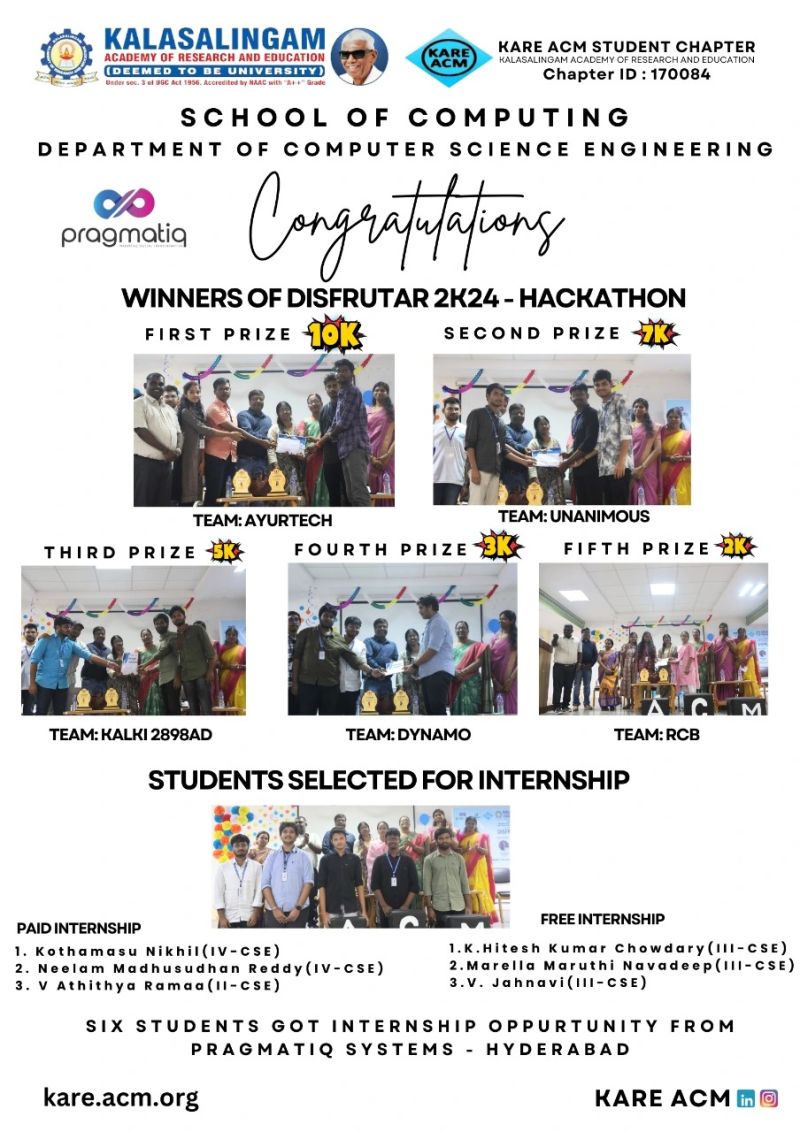 KALASALINGAM
ACADEMY OF RESEARCH AND EDUCATION
(DEEMED TO BE UNIVERSITY)
Under sec. 3 of UGC Act 1956. Accredited by NAAC with "A++" Grade
KARE
ACM
KARE ACM STUDENT CHAPTER
KALASALINGAM ACADEMY OF RESEARCH AND EDUCATION
Chapter ID : 170084
SCHOOL OF COMPUTING
DEPARTMENT OF COMPUTER SCIENCE ENGINEERING
pragmatiq
Congratulations
WINNERS OF DISFRUTAR 2K24 - HACKATHON
FIRST PRIZE 10K
SECOND PRIZE 7K
TEAM: AYURTECH
TEAM: UNANIMOUS
THIRD PRIZE 5K
FOURTH PRIZE 3K
FIFTH PRIZE 2K
A C M
TEAM: KALKI 2898AD
TEAM: DYNAMO
TEAM: RCB
STUDENTS SELECTED FOR INTERNSHIP
A C M
PAID INTERNSHIP
1. Kothamasu Nikhil(IV-CSE)
2. Neelam Madhusudhan Reddy(IV-CSE)
3. V Athithya Ramaa(II-CSE)
FREE INTERNSHIP
1.K.Hitesh Kumar Chowdary(III-CSE)
2.Marella Maruthi Navadeep(III-CSE)
3.V. Jahnavi(III-CSE)
SIX STUDENTS GOT INTERNSHIP OPPURTUNITY FROM
PRAGMATIQ SYSTEMS - HYDERABAD
kare.acm.org
KARE ACM in